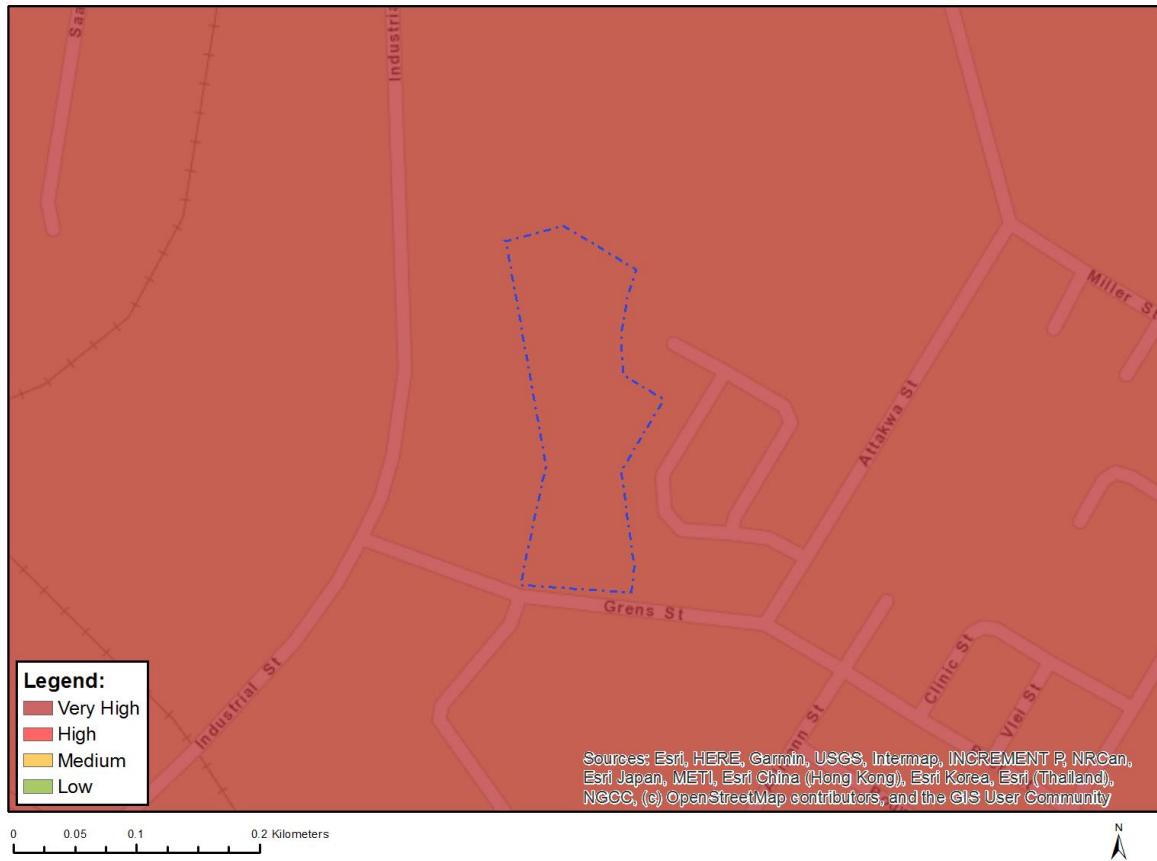 Industrial
Miller St
Attakwa St
Grens St
Clinic St
Vlei St
Industrial St
Legend:
Very High
High
Medium
Low
Sources: Esri, HERE, Garmin, USGS, Intermap, INCREMENT P, NRCan,
Esri Japan, METI, Esri China (Hong Kong), Esri Korea, Esri (Thailand),
NGCC, (c) OpenStreetMap contributors, and the GIS User Community
0 0.05 0.1 0.2 Kilometers
N